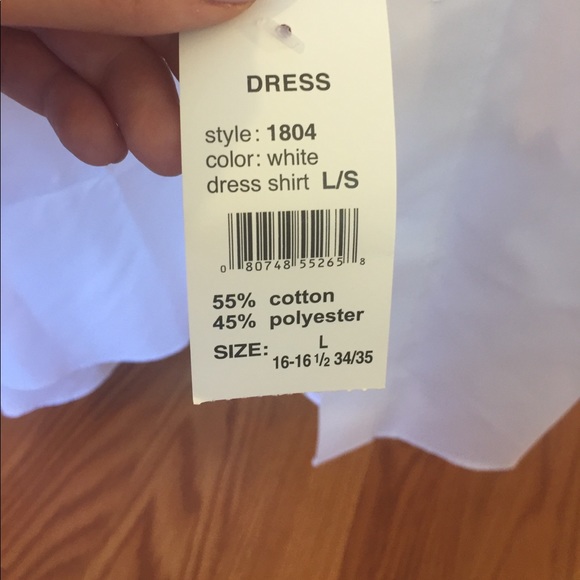 DRESS
style: 1804
color: white
dress shirt L/S
0 80748 55265 8
55% cotton
45% polyester
SIZE: L
16-16 1/2 34/35